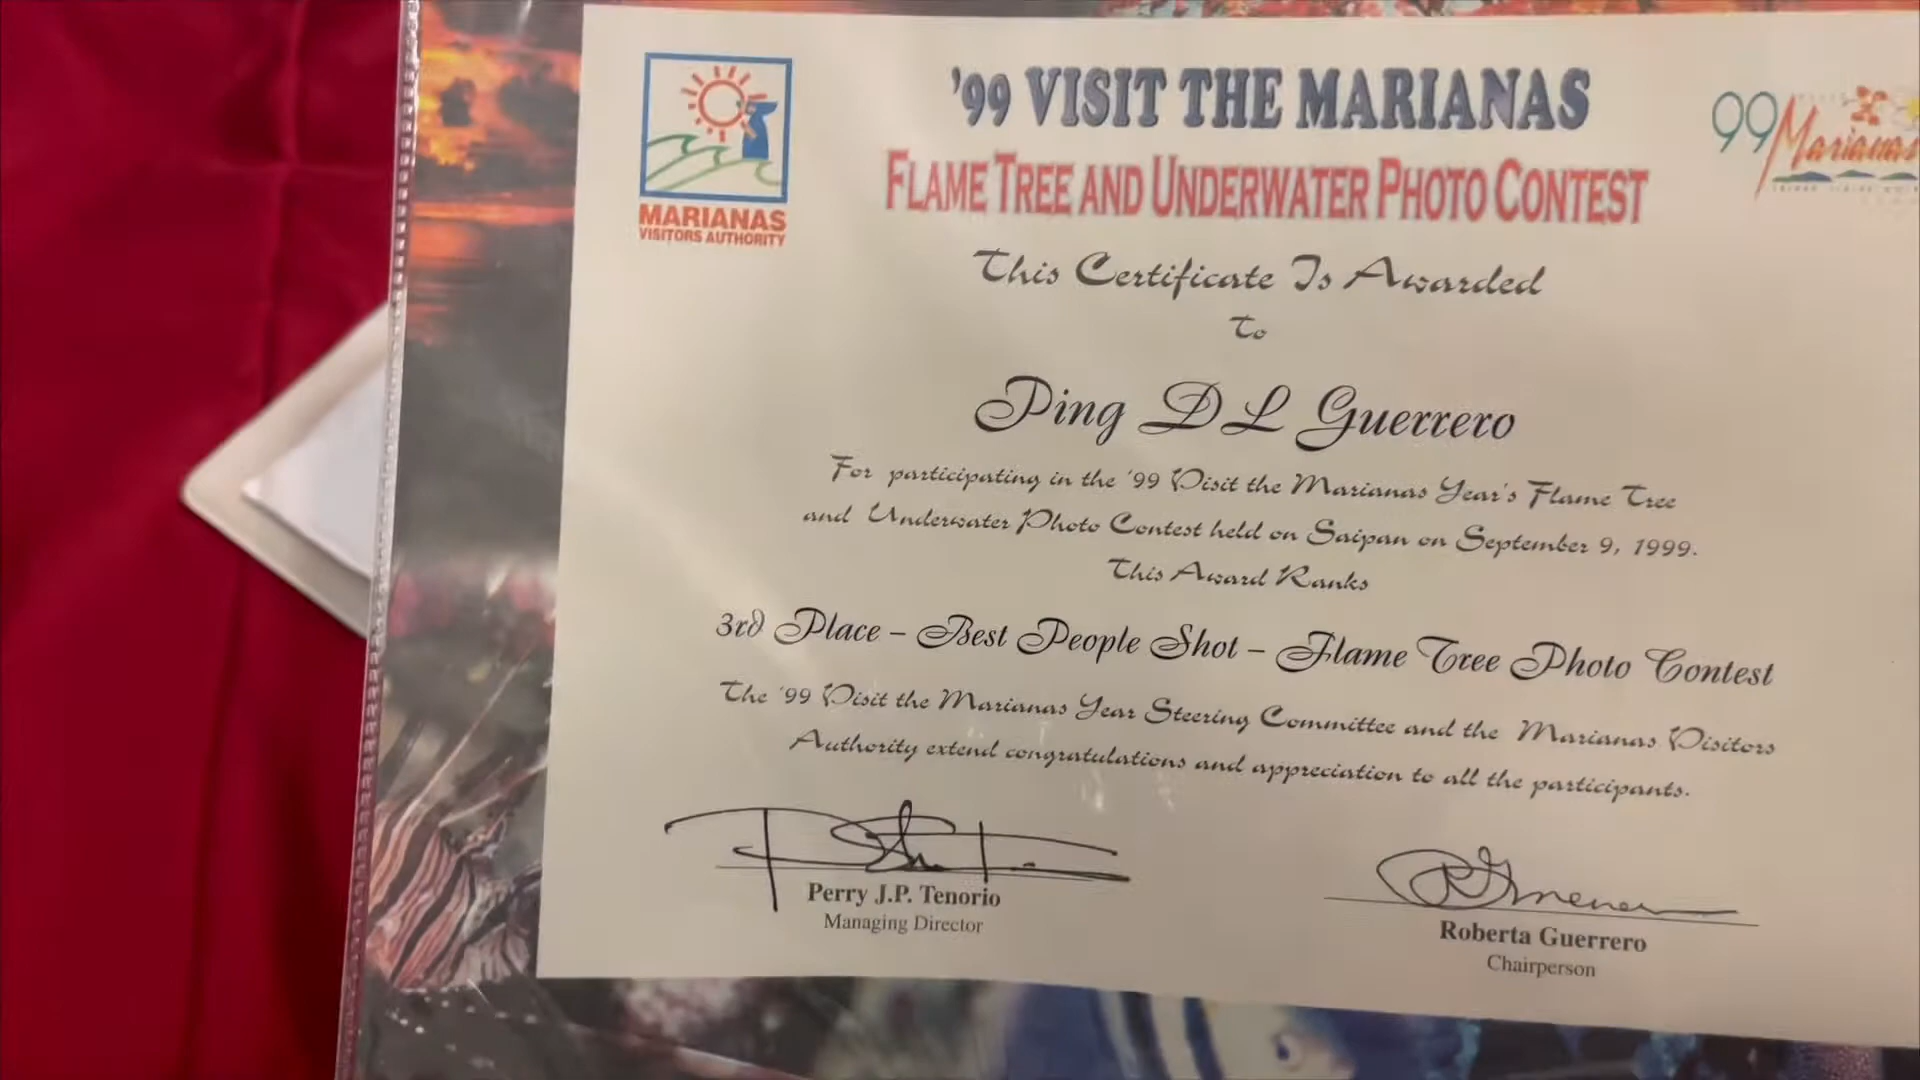 '99 VISIT THE MARIANAS
FLAME TREE AND UNDERWATER PHOTO CONTEST
MARIANAS
VISITORS AUTHORITY
99 Marianas
This Certificate Is Awarded
To
Ping DL Guerrero
For participating in the '99 Visit the Marianas Year's Flame Tree
and Underwater Photo Contest held on Saipan on September 9, 1999.
This Award Ranks
3rd Place – Best People Shot – Flame Tree Photo Contest
The '99 Visit the Marianas Year Steering Committee and the Marianas Visitors
Authority extend congratulations and appreciation to all the participants.
Perry J.P. Tenorio
Managing Director
Roberta Guerrero
Chairperson